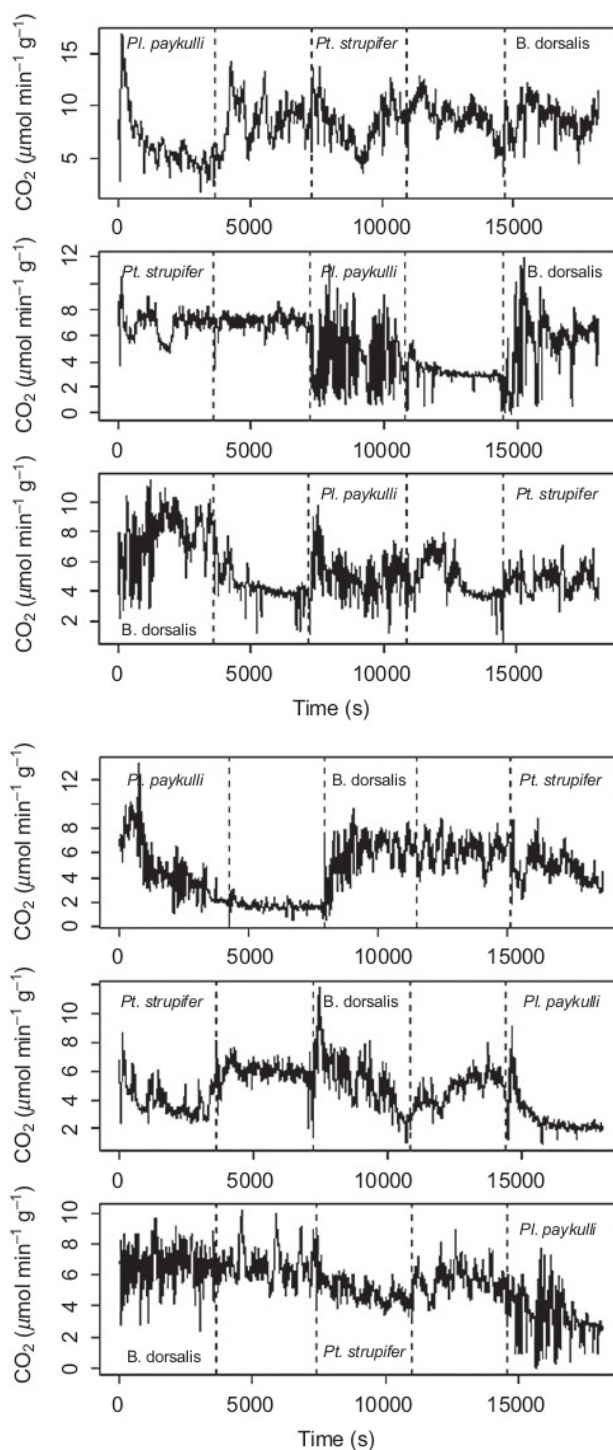 Pl. paykulli Pt. strupifer B. dorsalis
CO2 (μmol min−1 g−1)
15
10
5
0 5000 10000 15000
Pt. strupifer Pl. paykulli B. dorsalis
CO2 (μmol min−1 g−1)
12
8
6
4
2
0
0 5000 10000 15000
Pl. paykulli Pt. strupifer
CO2 (μmol min−1 g−1)
10
8
6
4
2
B. dorsalis
0 5000 10000 15000
Time (s)
Pl. paykulli B. dorsalis Pt. strupifer
CO2 (μmol min−1 g−1)
12
8
6
4
2
0
0 5000 10000 15000
Pt. strupifer B. dorsalis Pl. paykulli
CO2 (μmol min−1 g−1)
10
8
6
4
2
0 5000 10000 15000
Pl. paykulli
CO2 (μmol min−1 g−1)
10
8
6
4
2
0
B. dorsalis Pt. strupifer
0 5000 10000 15000
Time (s)